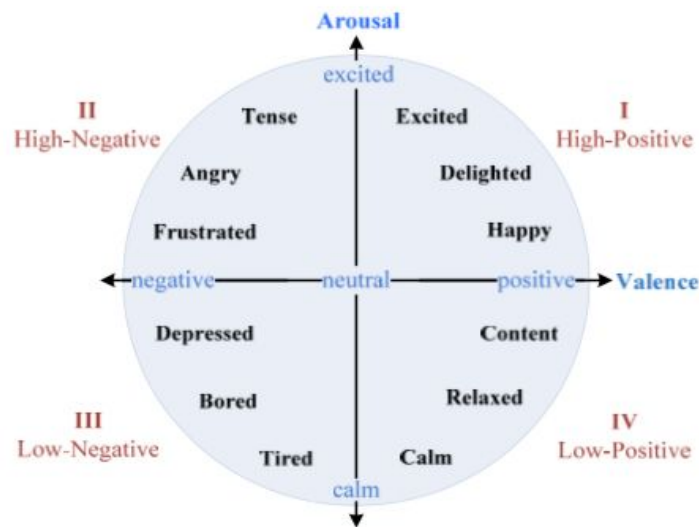 Arousal
excited
II
High-Negative
I
High-Positive
Tense
Excited
Angry
Delighted
Frustrated
Happy
negative
neutral
positive
Valence
Depressed
Content
Bored
Relaxed
III
Low-Negative
IV
Low-Positive
Tired
Calm
calm